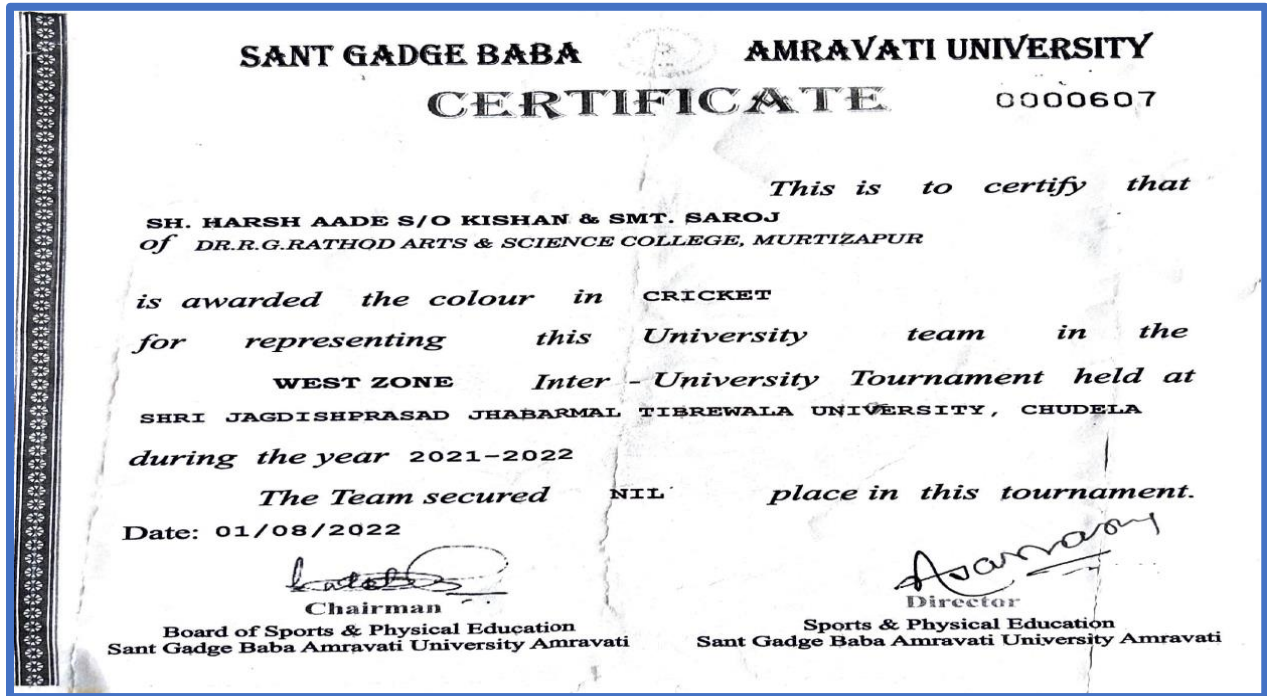 SANT GADGE BABA AMRAVATI UNIVERSITY
CERTIFICATE 0000607
This is to certify that
SH. HARSH AADE S/O KISHAN & SMT. SAROJ
of DR.R.G.RATHOD ARTS & SCIENCE COLLEGE, MURTIZAPUR
is awarded the colour in CRICKET
for representing this University team in the
WEST ZONE Inter - University Tournament held at
SHRI JAGDISHPRASAD JHABARMAL TIBREWALA UNIVERSITY, CHUDELA
during the year 2021-2022
The Team secured NIL place in this tournament.
Date: 01/08/2022
Chairman
Board of Sports & Physical Education
Sant Gadge Baba Amravati University Amravati
Director
Sports & Physical Education
Sant Gadge Baba Amravati University Amravati